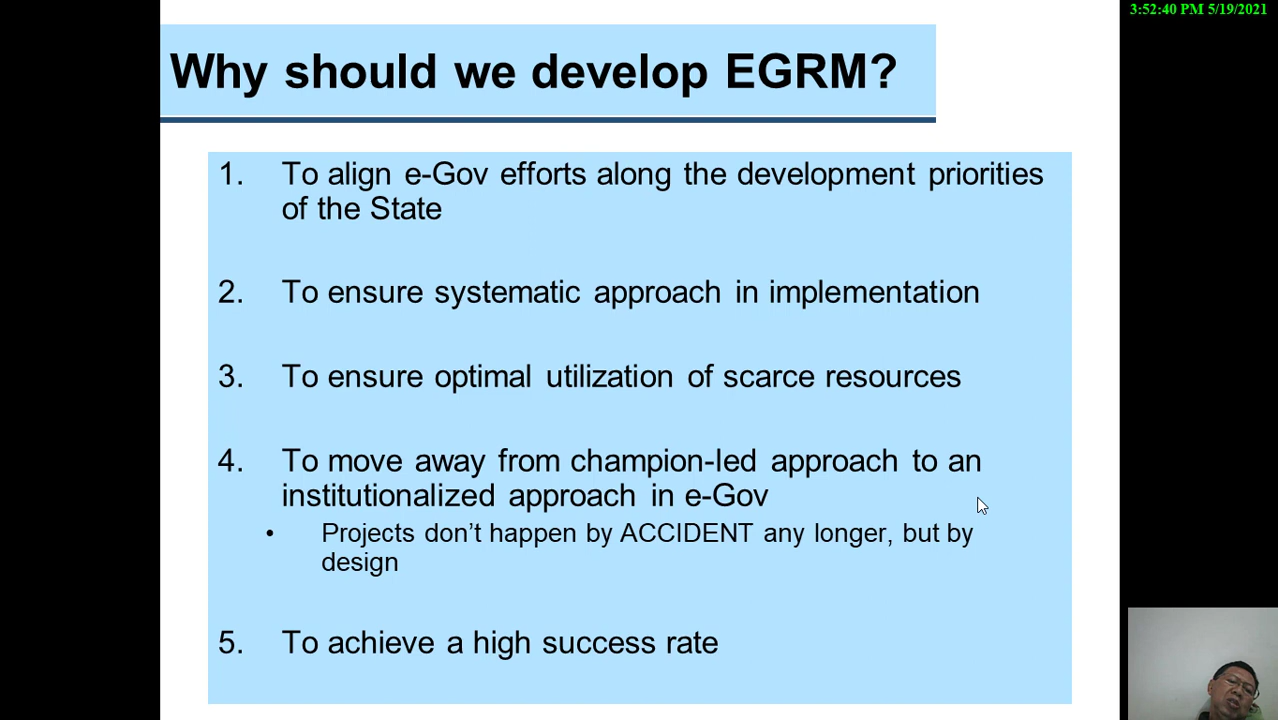 3:52:40 PM 5/19/2021
Why should we develop EGRM?
1. To align e-Gov efforts along the development priorities
of the State
2. To ensure systematic approach in implementation
3. To ensure optimal utilization of scarce resources
4. To move away from champion-led approach to an
institutionalized approach in e-Gov
• Projects don’t happen by ACCIDENT any longer, but by
design
5. To achieve a high success rate